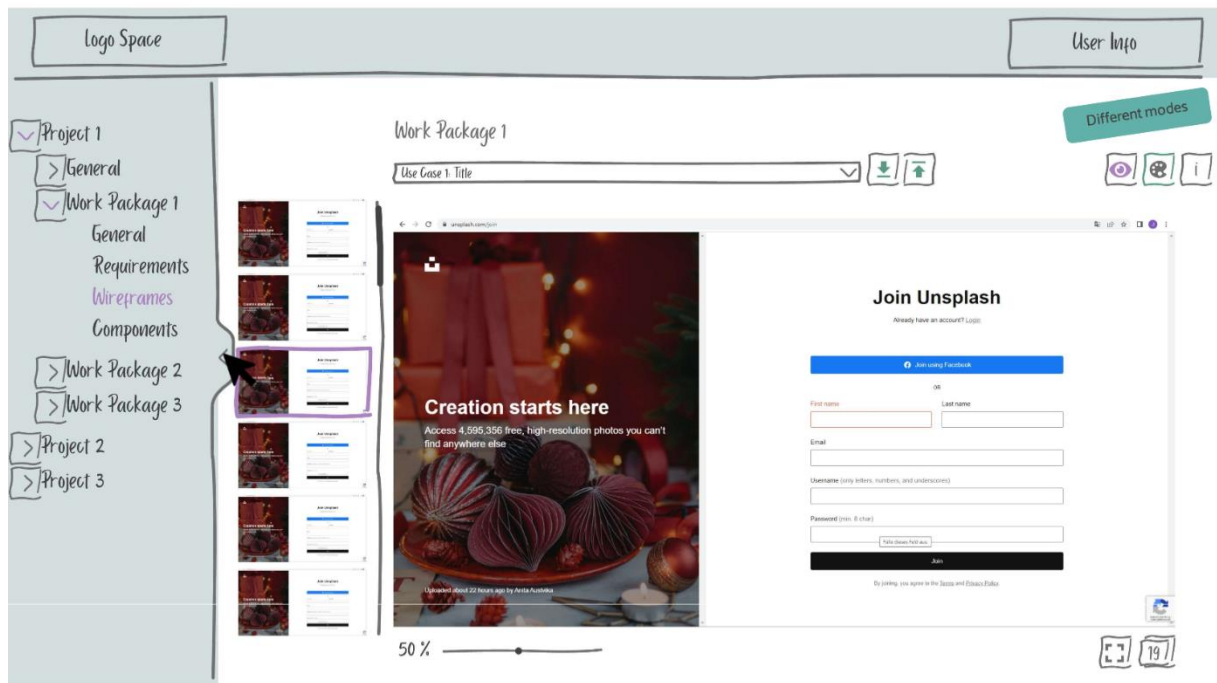 Logo Space
User Info
Different modes
Project 1
General
Work Package 1
General
Requirements
Wireframes
Components
Work Package 2
Work Package 3
Project 2
Project 3
Work Package 1
Use Case 1: Title
i
unsplash.com/join
Creation starts here
Access 4,595,356 free, high-resolution photos you can't
find anywhere else
Uploaded about 22 hours ago by Anita Austvika
Join Unsplash
Already have an account? Login
Join using Facebook
OR
First name
Last name
Email
Username (only letters, numbers, and underscores)
Password (min. 8 char)
Fülle dieses Feld aus.
Join
By joining, you agree to the Terms and Privacy Policy.
50 %
19